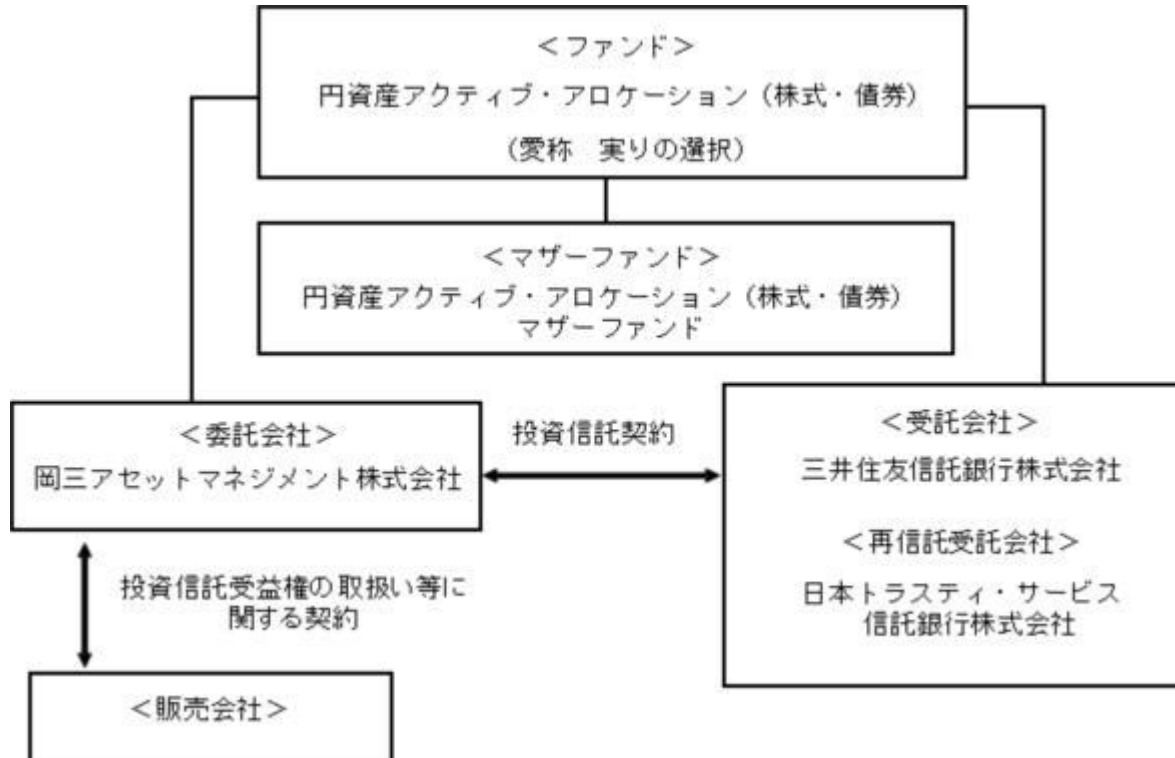 <ファンド>
円資産アクティブ・アロケーション(株式・債券)
(愛称 実りの選択)
<マザーファンド>
円資産アクティブ・アロケーション(株式・債券)
マザーファンド
<委託会社>
岡三アセットマネジメント株式会社
投資信託契約
<受託会社>
三井住友信託銀行株式会社
<再信託受託会社>
日本トラスティ・サービス
信託銀行株式会社
投資信託受益権の取扱い等に
関する契約
<販売会社>